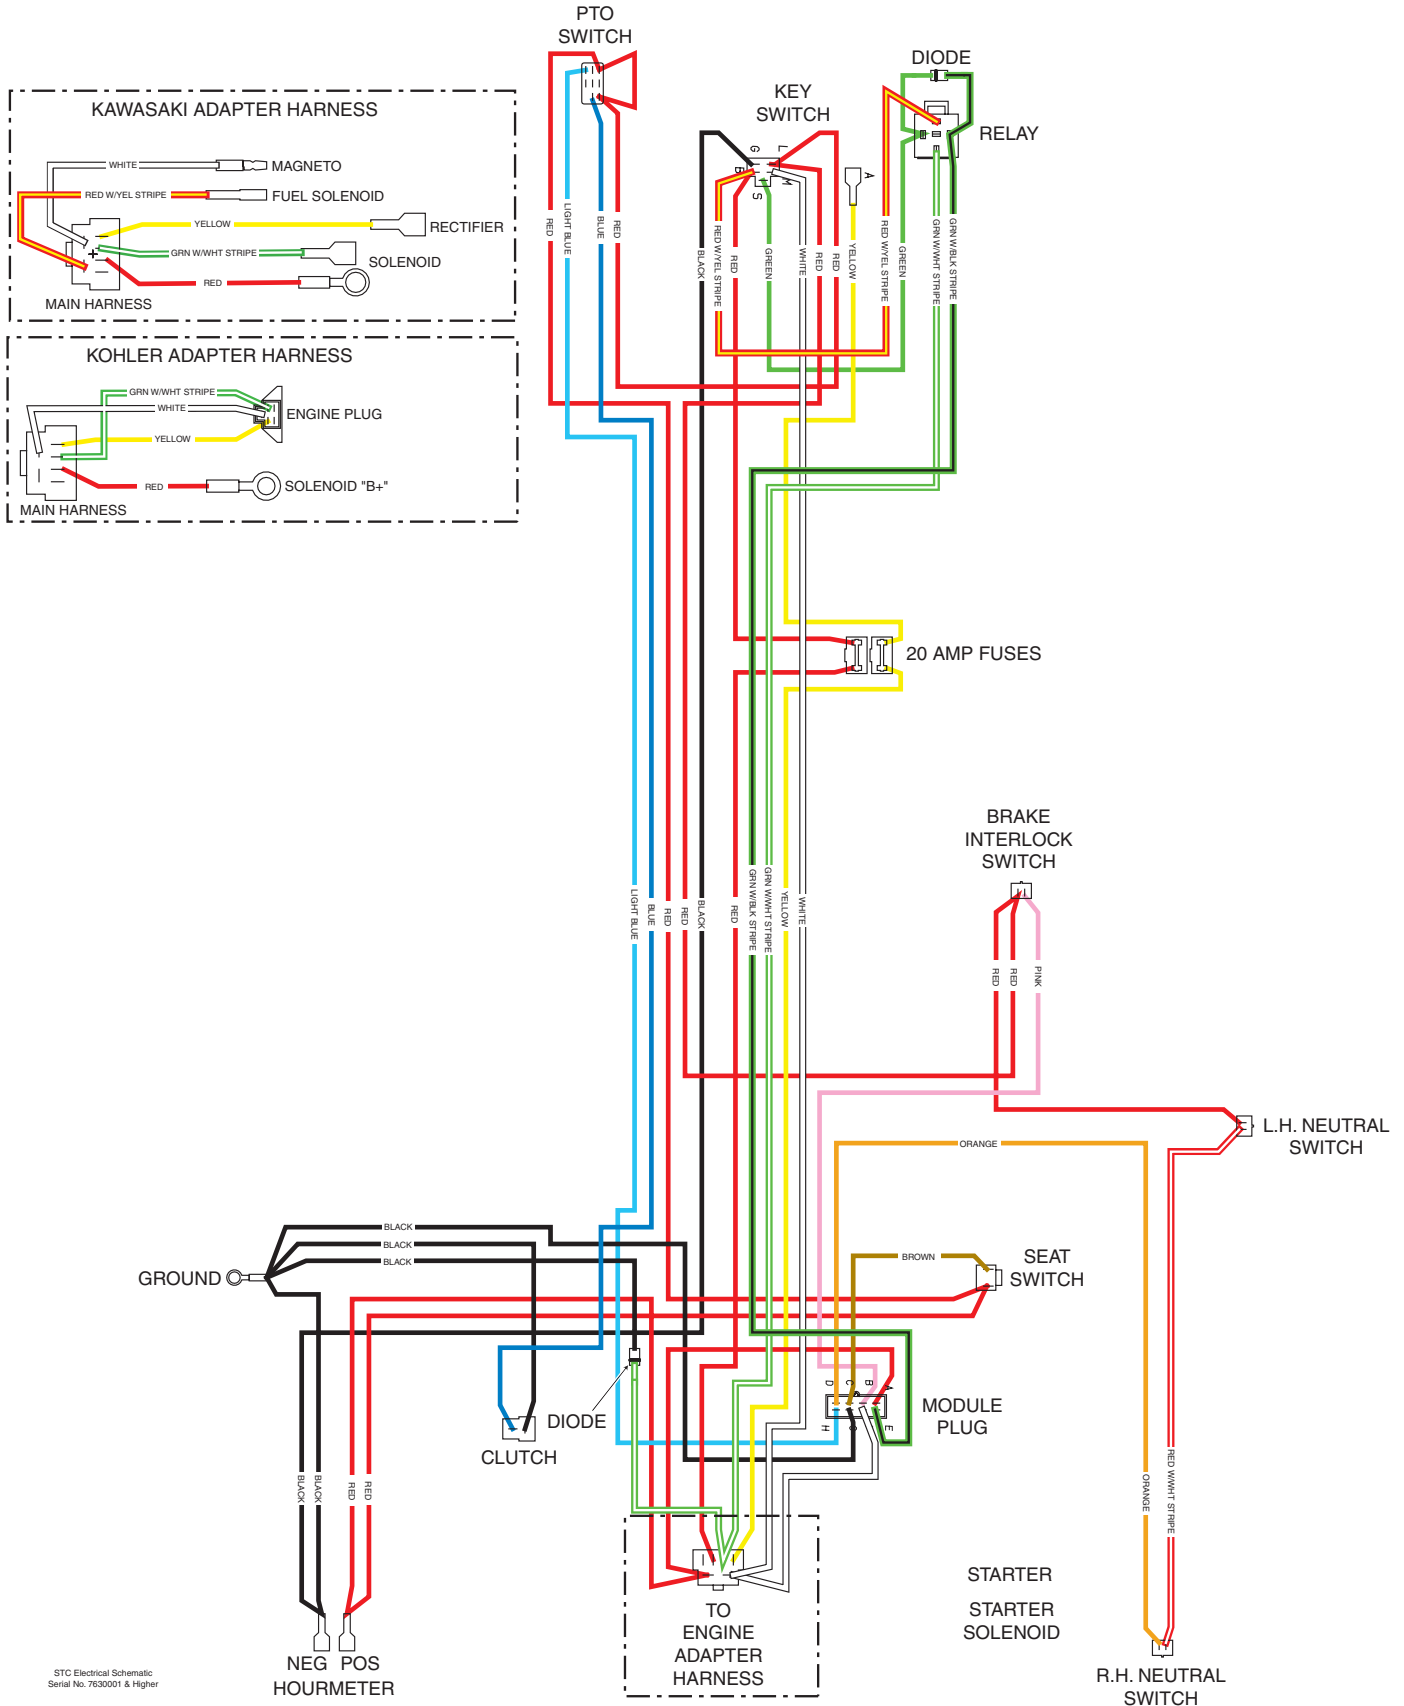 PTO
SWITCH
DIODE
KEY
SWITCH
RELAY
KAWASAKI ADAPTER HARNESS
WHITE
MAGNETO
RED W/YEL STRIPE
FUEL SOLENOID
YELLOW
RECTIFIER
GRN W/WHT STRIPE
SOLENOID
RED
MAIN HARNESS
KOHLER ADAPTER HARNESS
GRN W/WHT STRIPE
WHITE
ENGINE PLUG
YELLOW
RED
SOLENOID "B+"
MAIN HARNESS
G
L
B
M
S
A
RED
LIGHT BLUE
BLUE
RED
BLACK
RED W/YEL STRIPE
RED
GREEN
WHITE
RED
RED
YELLOW
RED W/YEL STRIPE
GREEN
GRN W/WHT STRIPE
GRN W/BLK STRIPE
20 AMP FUSES
BRAKE
INTERLOCK
SWITCH
LIGHT BLUE
BLUE
RED
RED
BLACK
RED
GRN W/BLK STRIPE
GRN W/WHT STRIPE
YELLOW
WHITE
RED
RED
PINK
L.H. NEUTRAL
SWITCH
ORANGE
BLACK
BLACK
BLACK
GROUND
BROWN
SEAT
SWITCH
D
C
B
A
MODULE
PLUG
H
G
E
DIODE
CLUTCH
BLACK
BLACK
RED
RED
ORANGE
RED W/WHT STRIPE
STARTER
STARTER
SOLENOID
TO
ENGINE
ADAPTER
HARNESS
NEG POS
HOURMETER
R.H. NEUTRAL
SWITCH
STC Electrical Schematic
Serial No. 7630001 & Higher